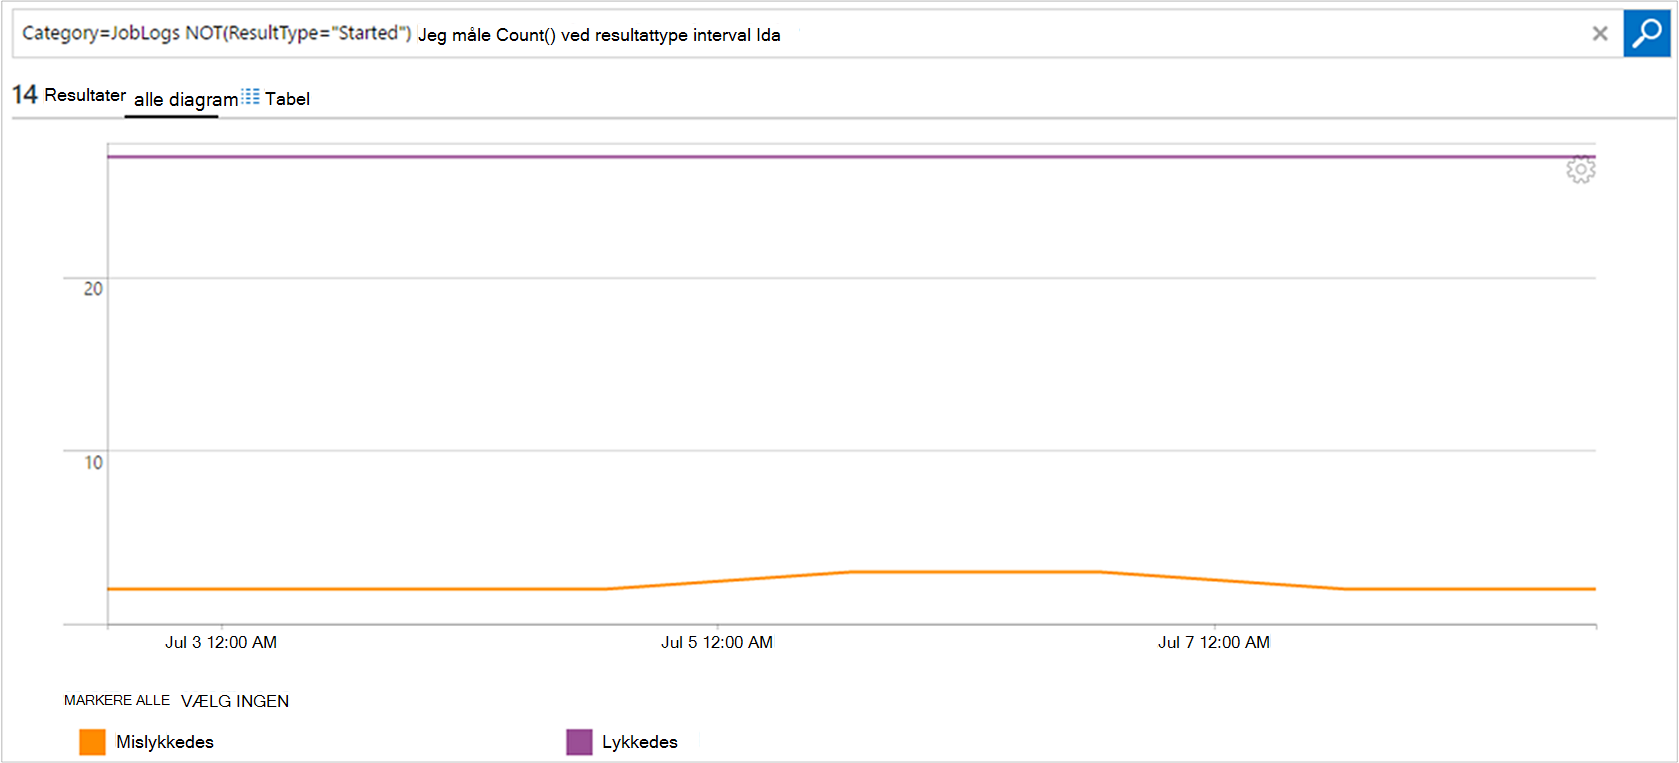 Category=JobLogs NOT(ResultType="Started") Jeg måle Count() ved resultattype interval Ida
14 Resultater alle diagram Tabel
20
10
Jul 3 12:00 AM Jul 5 12:00 AM Jul 7 12:00 AM
MARKERE ALLE VÆLG INGEN
Mislykkedes Lykkedes